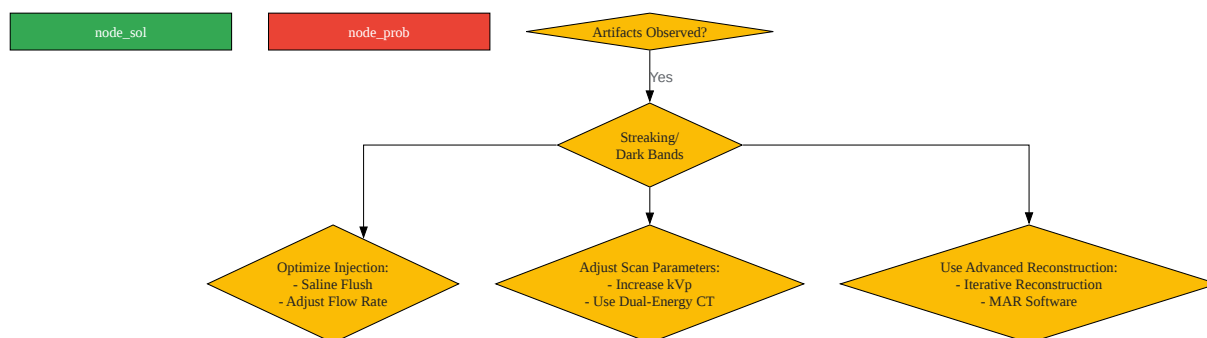 node_sol
node_prob
Artifacts Observed?
Yes
Streaking/
Dark Bands
Optimize Injection:
- Saline Flush
- Adjust Flow Rate
Adjust Scan Parameters:
- Increase kVp
- Use Dual-Energy CT
Use Advanced Reconstruction:
- Iterative Reconstruction
- MAR Software